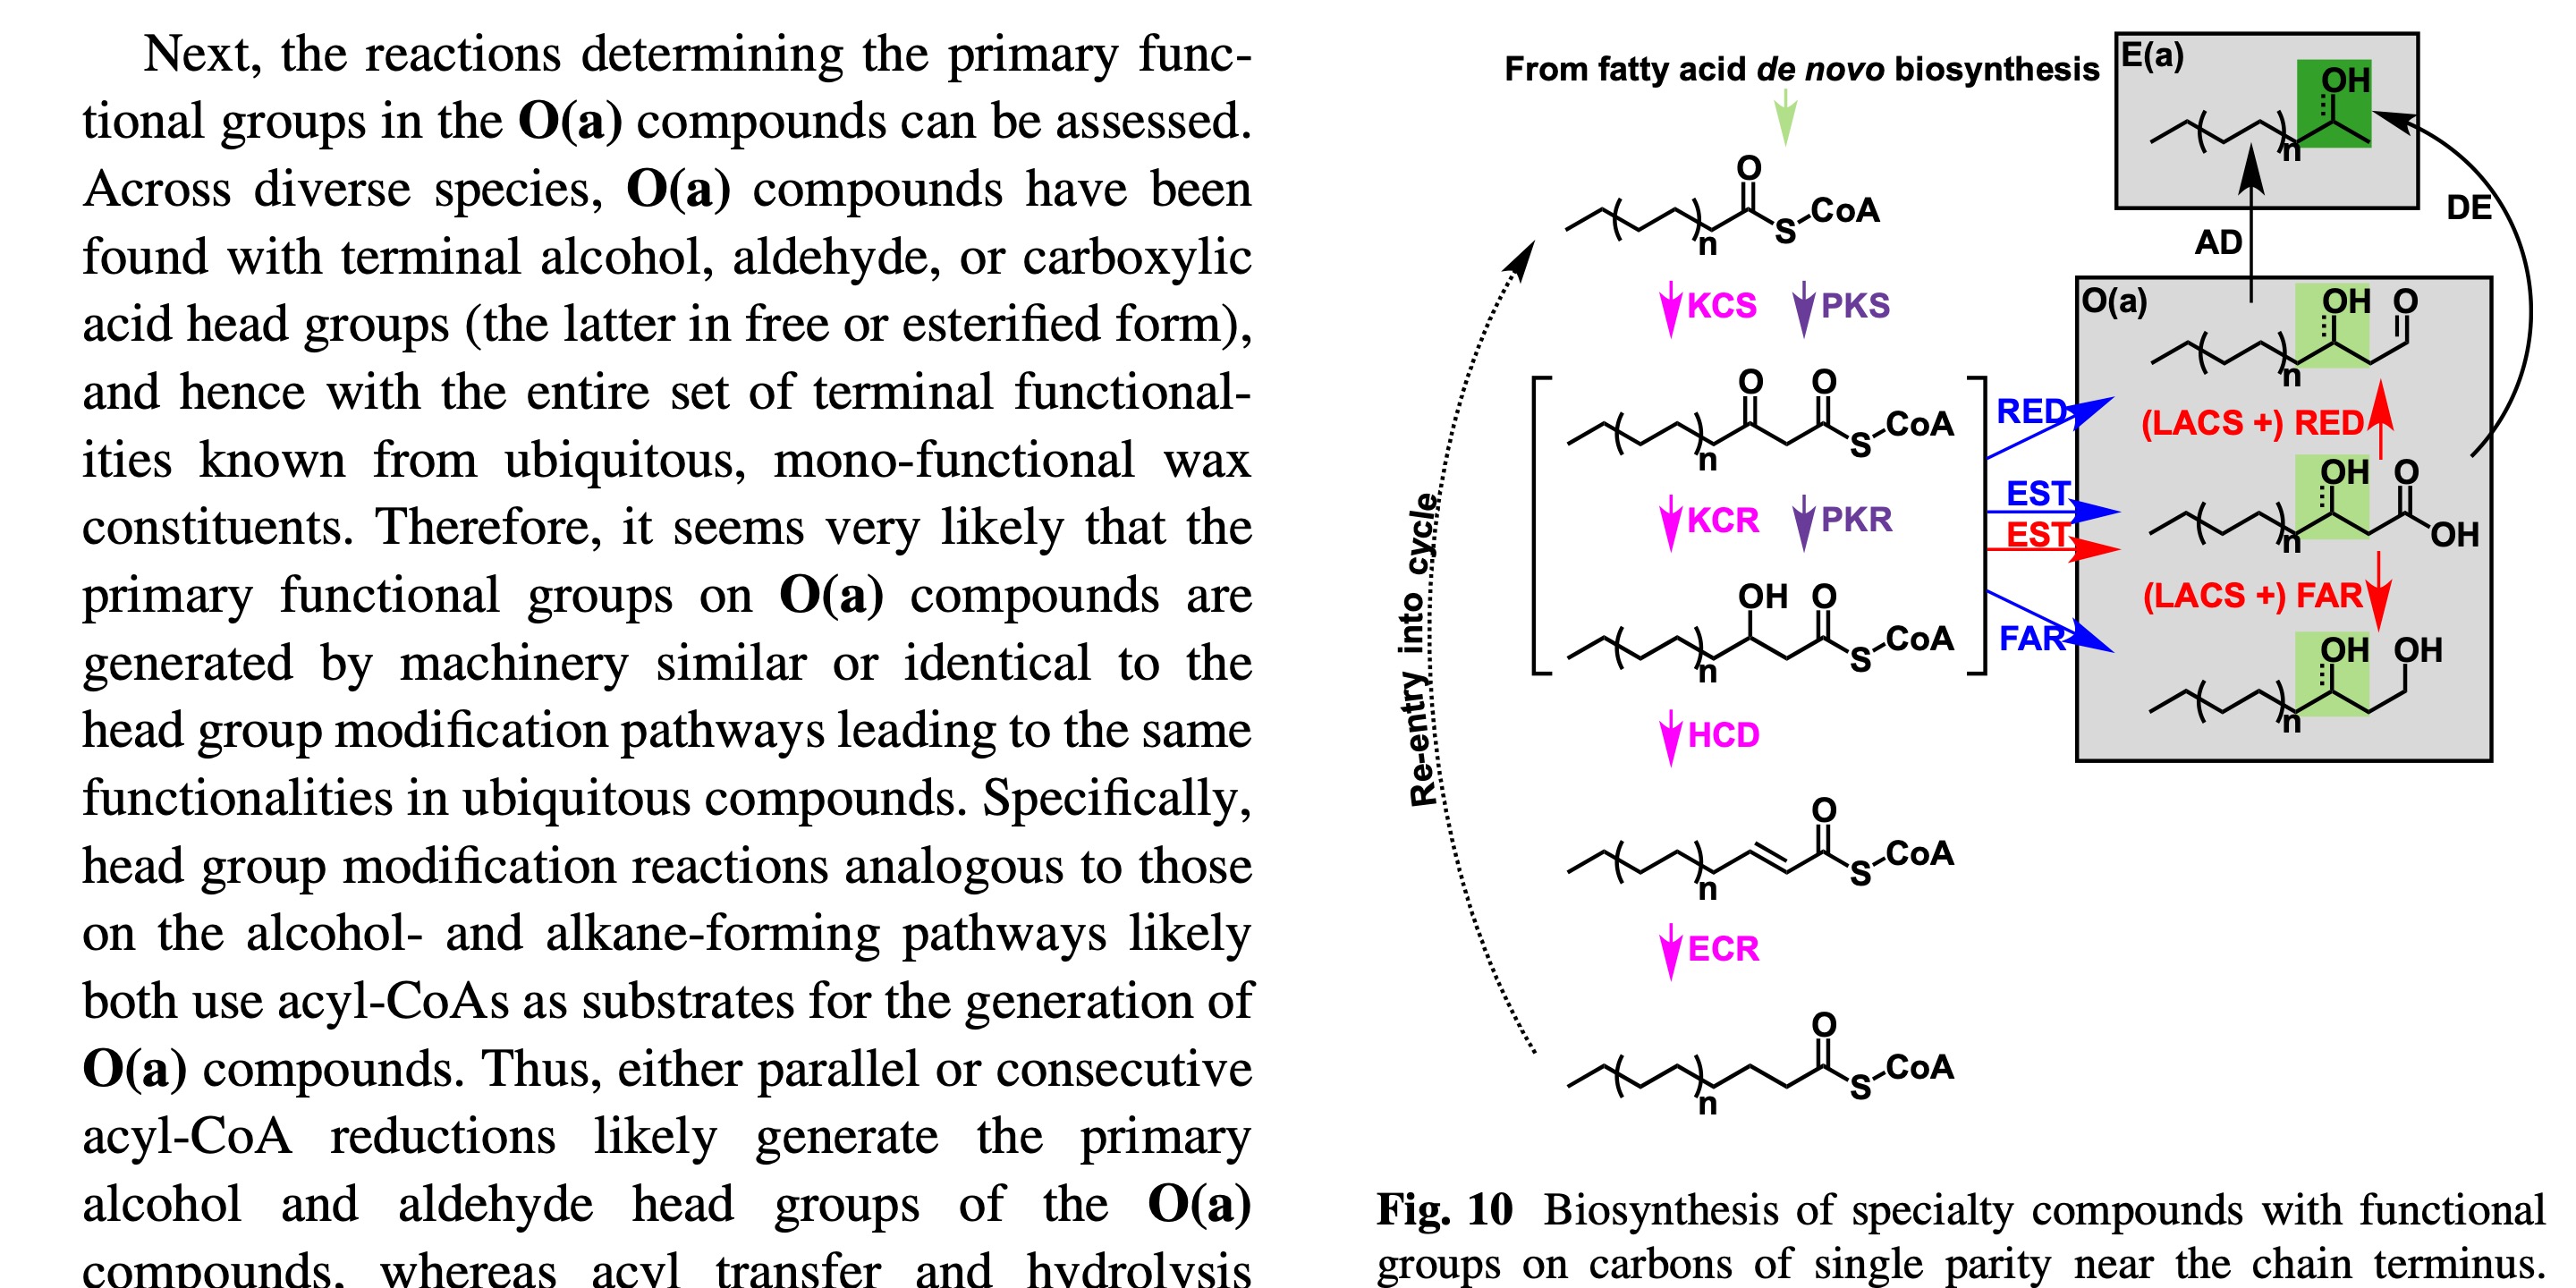 Next, the reactions determining the primary func-
tional groups in the O(a) compounds can be assessed.
Across diverse species, O(a) compounds have been
found with terminal alcohol, aldehyde, or carboxylic
acid head groups (the latter in free or esterified form),
and hence with the entire set of terminal functional-
ities known from ubiquitous, mono-functional wax
constituents. Therefore, it seems very likely that the
primary functional groups on O(a) compounds are
generated by machinery similar or identical to the
head group modification pathways leading to the same
functionalities in ubiquitous compounds. Specifically,
head group modification reactions analogous to those
on the alcohol- and alkane-forming pathways likely
both use acyl-CoAs as substrates for the generation of
O(a) compounds. Thus, either parallel or consecutive
acyl-CoA reductions likely generate the primary
alcohol and aldehyde head groups of the O(a)
compounds, whereas acyl transfer and hydrolysis
From fatty acid de novo biosynthesis
E(a)
OH
n
O
S CoA
n
AD
DE
KCS PKS
O(a)
OH O
n
O O
S CoA
n
RED
(LACS +) RED
EST
EST
OH O
OH
n
KCR PKR
(LACS +) FAR
OH O
S CoA
n
FAR
OH OH
n
HCD
Re-entry into cycle
O
S CoA
n
ECR
O
S CoA
n
Fig. 10 Biosynthesis of specialty compounds with functional
groups on carbons of single parity near the chain terminus.